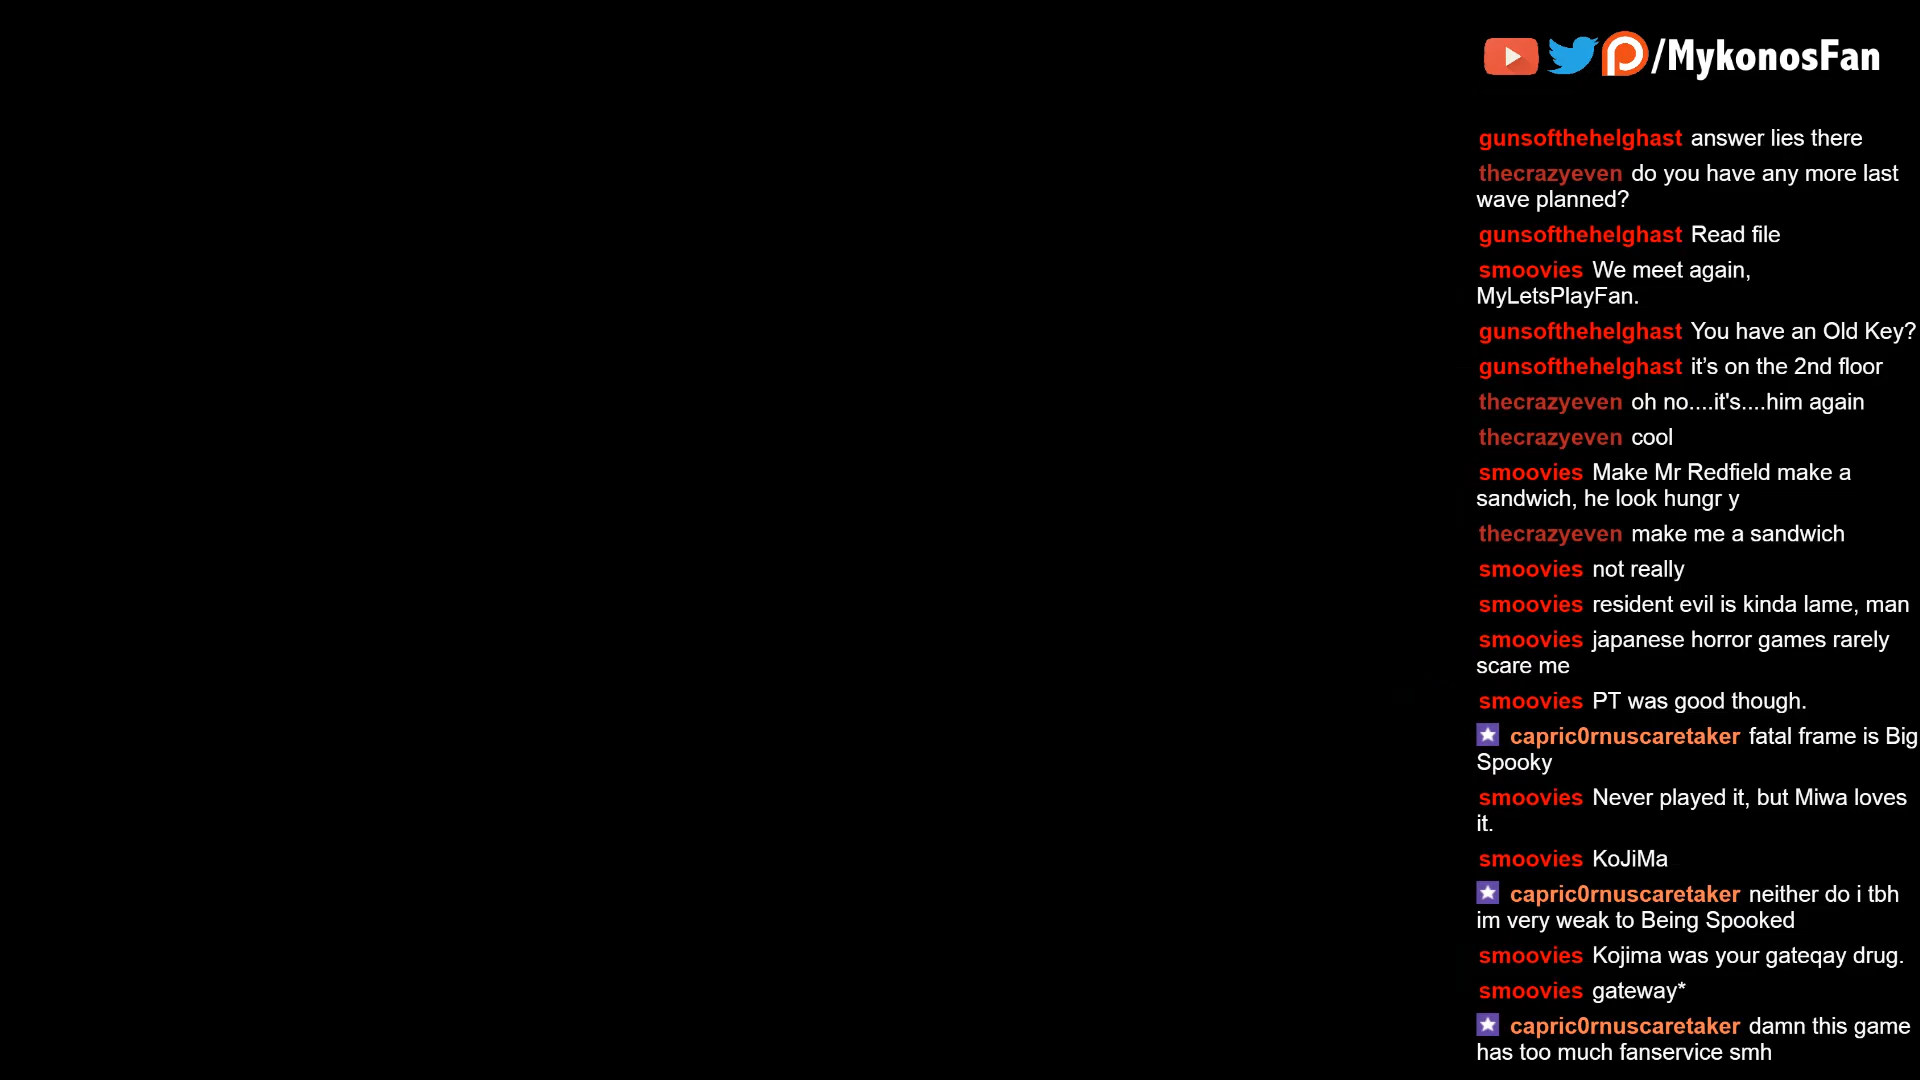 /MykonosFan
gunsofthehelghast answer lies there
thecrazyeven do you have any more last
wave planned?
gunsofthehelghast Read file
smoovies We meet again,
MyLetsPlayFan.
gunsofthehelghast You have an Old Key?
gunsofthehelghast it's on the 2nd floor
thecrazyeven oh no....it's....him again
thecrazyeven cool
smoovies Make Mr Redfield make a
sandwich, he look hungr y
thecrazyeven make me a sandwich
smoovies not really
smoovies resident evil is kinda lame, man
smoovies japanese horror games rarely
scare me
smoovies PT was good though.
capric0rnuscaretaker fatal frame is Big
Spooky
smoovies Never played it, but Miwa loves
it.
smoovies KoJiMa
capric0rnuscaretaker neither do i tbh
im very weak to Being Spooked
smoovies Kojima was your gateqay drug.
smoovies gateway*
capric0rnuscaretaker damn this game
has too much fanservice smh